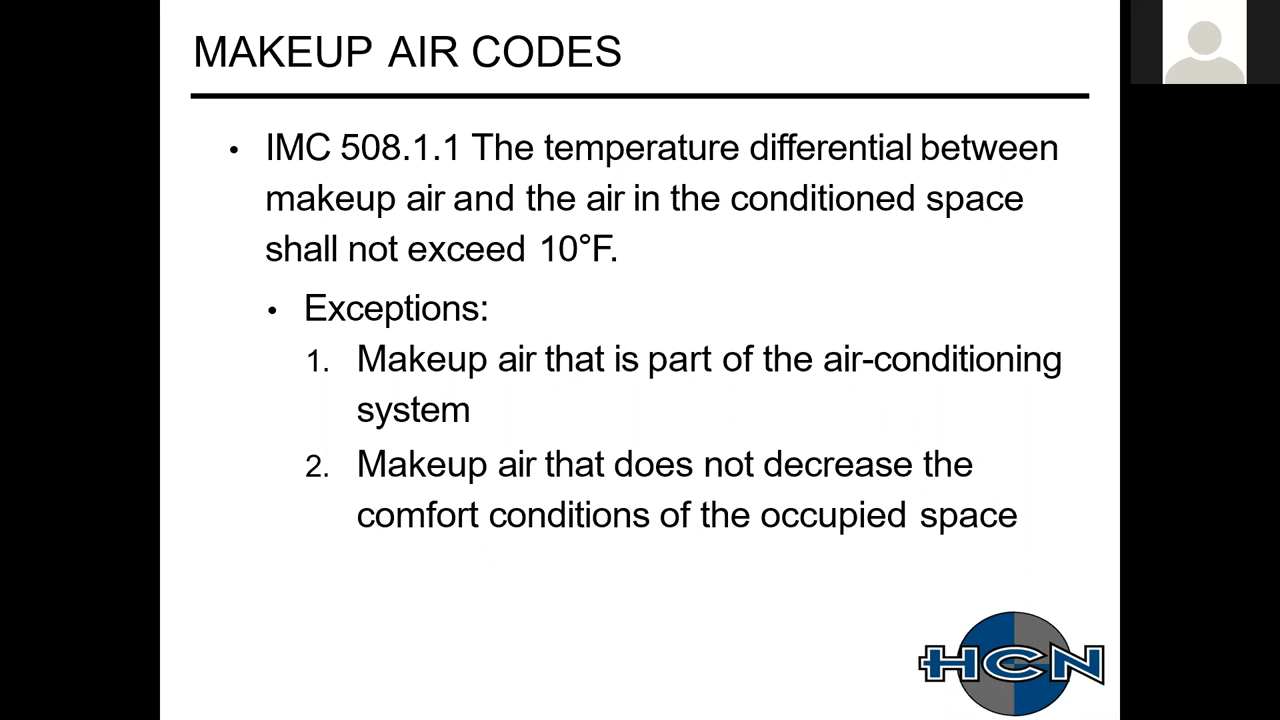 MAKEUP AIR CODES
• IMC 508.1.1 The temperature differential between
makeup air and the air in the conditioned space
shall not exceed 10°F.
• Exceptions:
1. Makeup air that is part of the air-conditioning
system
2. Makeup air that does not decrease the
comfort conditions of the occupied space
HCN